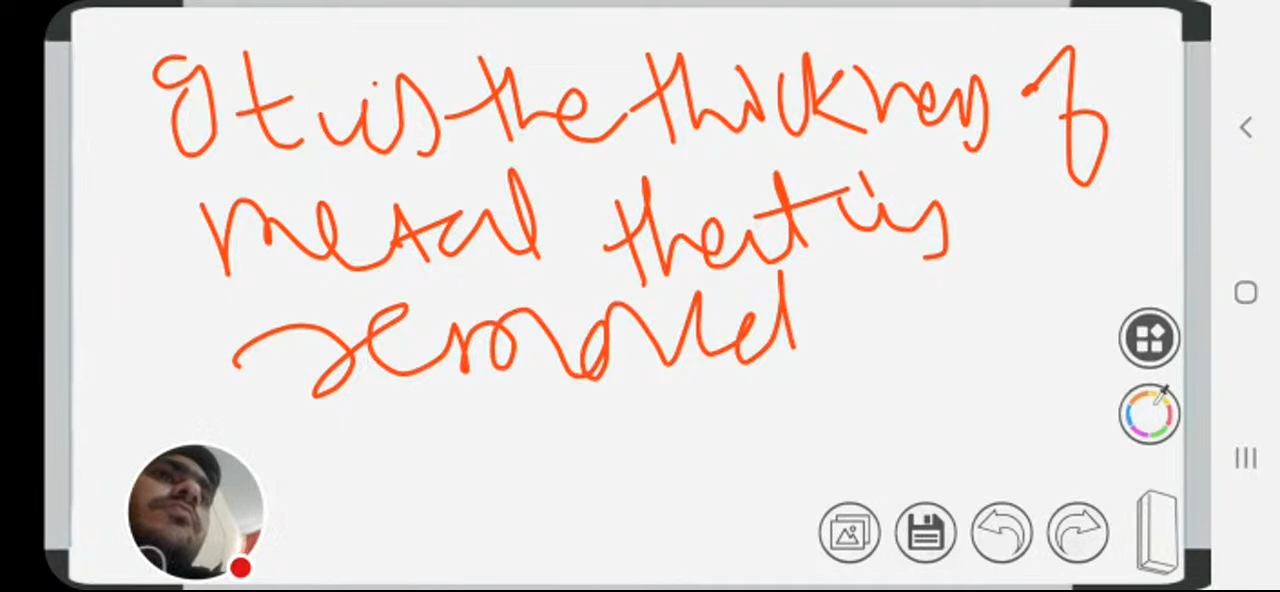 It is the thickness of
metal that is
removed